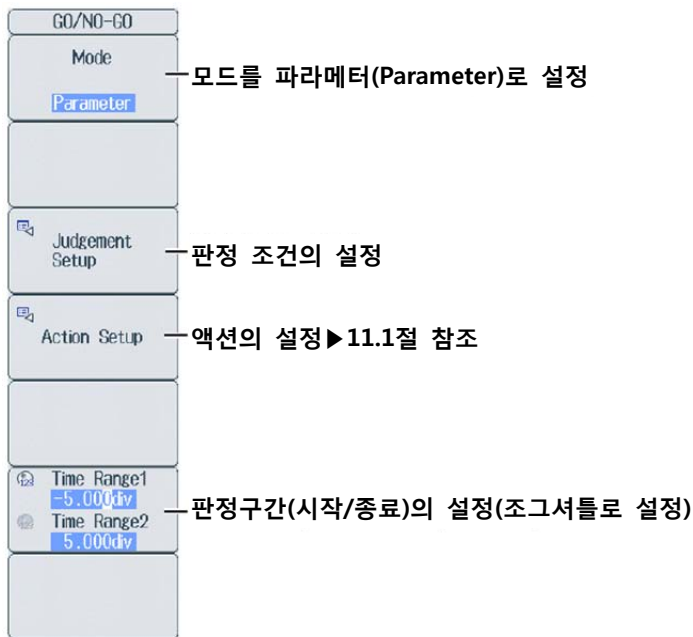 GO/NO-GO
Mode
Parameter
모드를 파라메터(Parameter)로 설정
Judgement
Setup
판정 조건의 설정
Action Setup
액션의 설정▶11.1절 참조
Time Range1
-5.000div
Time Range2
5.000div
판정구간(시작/종료)의 설정(조그셔틀로 설정)